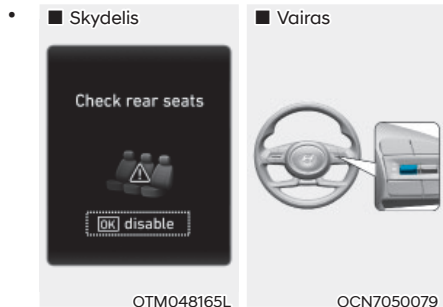 •
■ Skydelis
Check rear seats
OK disable
OTM048165L
■ Vairas
OCN7050079